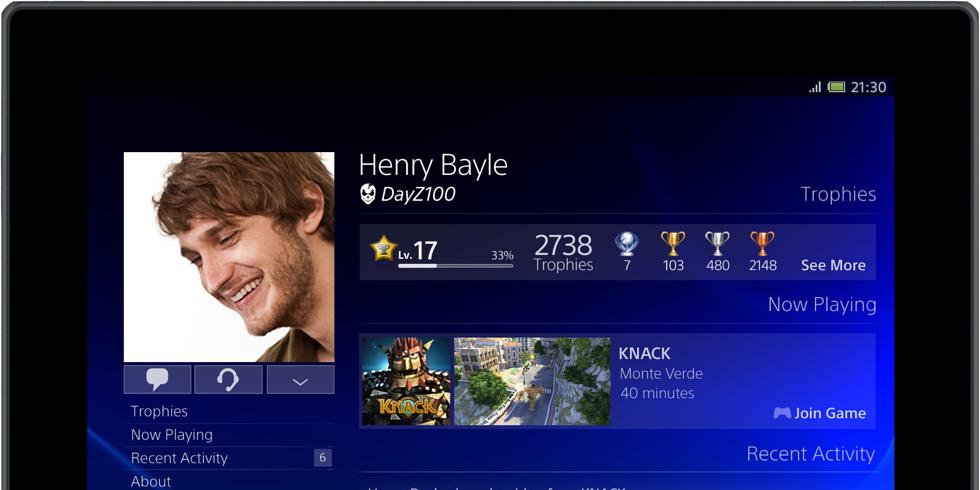 21:30
Henry Bayle
DayZ100
Trophies
Lv. 17
33%
2738
Trophies
7
103
480
2148
See More
Now Playing
KNACK
KNACK
Monte Verde
40 minutes
Join Game
Trophies
Now Playing
Recent Activity 6
About
Recent Activity